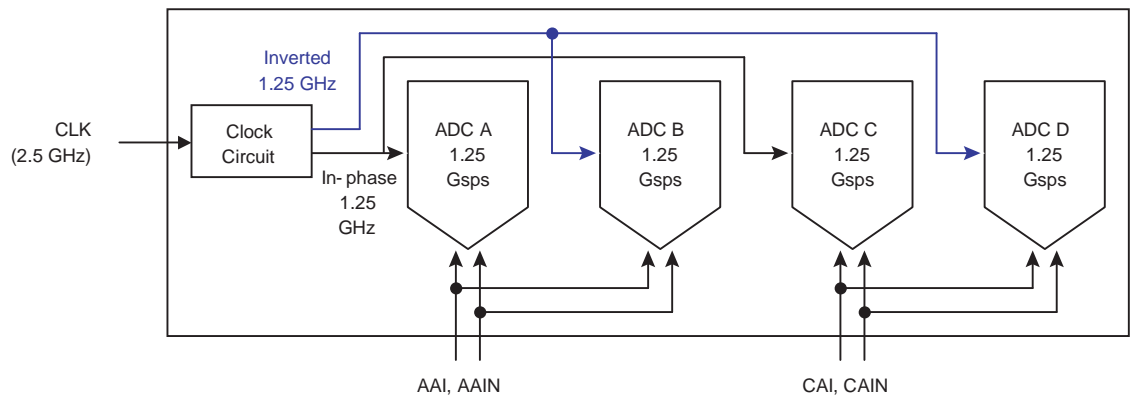 Inverted
1.25 GHz
CLK
(2.5 GHz)
Clock
Circuit
In- phase
1.25
GHz
ADC A
1.25
Gsps
ADC B
1.25
Gsps
ADC C
1.25
Gsps
ADC D
1.25
Gsps
AAI, AAIN
CAI, CAIN